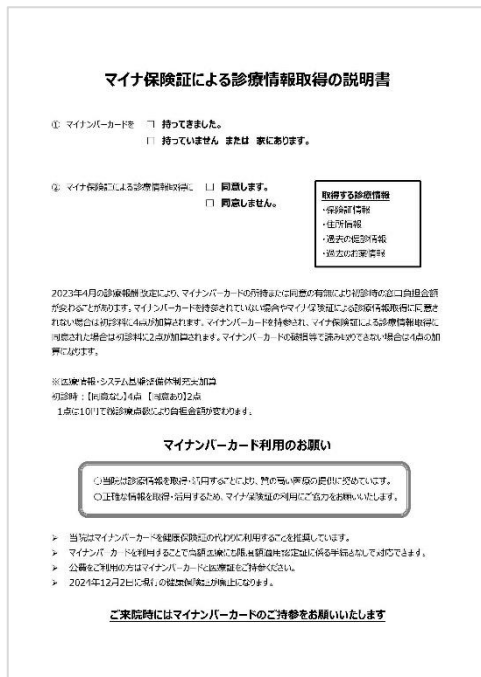 マイナ保険証による診療情報取得の説明書
① マイナンバーカードを □ 持ってきました。
□ 持っていません または 家にあります。
② マイナ保険証による診療情報取得に □ 同意します。
□ 同意しません。
取得する診療情報
・保険証情報
・住所情報
・過去の健診情報
・過去のお薬情報
2023年4月の診療報酬改定により、マイナンバーカードの所持または同意の有無により初診時の窓口負担金額
が変わることがあります。マイナンバーカードを持参されていない場合やマイナ保険証による診療情報取得に同意さ
れない場合は初診料に4点が加算されます。マイナンバーカードを持参され、マイナ保険証による診療情報取得に
同意された場合は初診料に2点が加算されます。マイナンバーカードの破損等で読み取りできない場合は4点の加
算になります。
※医療情報・システム基盤整備体制充実加算
初診時：【同意なし】4点 【同意あり】2点
1点は10円で総診療点数により負担金額が変わります。
マイナンバーカード利用のお願い
○当院は診療情報を取得・活用することにより、質の高い医療の提供に努めています。
○正確な情報を取得・活用するため、マイナ保険証の利用にご協力をお願いいたします。
➢ 当院はマイナンバーカードを健康保険証の代わりに利用することを推奨しています。
➢ マイナンバーカードを利用することで高額医療にも限度額適用認定証に係る手続きなしで対応できます。
➢ 公費をご利用の方はマイナンバーカードと医療証をご持参ください。
➢ 2024年12月2日に現行の健康保険証が廃止になります。
ご来院時にはマイナンバーカードのご持参をお願いいたします